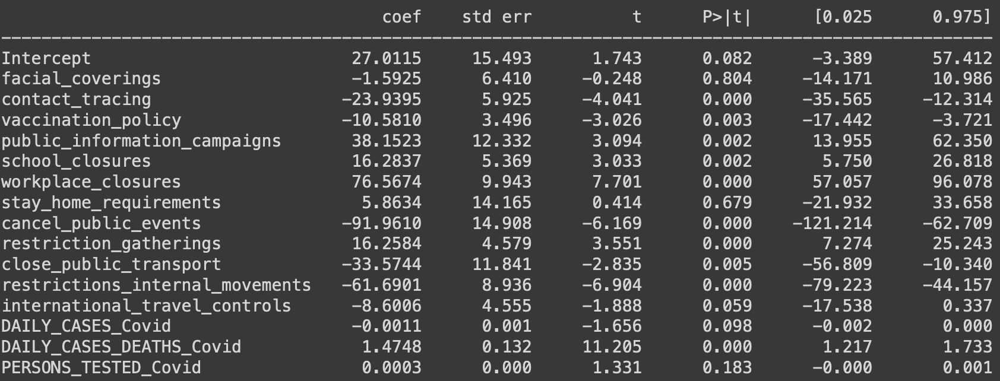 coef std err t P>|t| [0.025 0.975]
----------------------------------------------------------------------------------------------------
Intercept 27.0115 15.493 1.743 0.082 -3.389 57.412
facial_coverings -1.5925 6.410 -0.248 0.804 -14.171 10.986
contact_tracing -23.9395 5.925 -4.041 0.000 -35.565 -12.314
vaccination_policy -10.5810 3.496 -3.026 0.003 -17.442 -3.721
public_information_campaigns 38.1523 12.332 3.094 0.002 13.955 62.350
school_closures 16.2837 5.369 3.033 0.002 5.750 26.818
workplace_closures 76.5674 9.943 7.701 0.000 57.057 96.078
stay_home_requirements 5.8634 14.165 0.414 0.679 -21.932 33.658
cancel_public_events -91.9610 14.908 -6.169 0.000 -121.214 -62.709
restriction_gatherings 16.2584 4.579 3.551 0.000 7.274 25.243
close_public_transport -33.5744 11.841 -2.835 0.005 -56.809 -10.340
restrictions_internal_movements -61.6901 8.936 -6.904 0.000 -79.223 -44.157
international_travel_controls -8.6006 4.555 -1.888 0.059 -17.538 0.337
DAILY_CASES_Covid -0.0011 0.001 -1.656 0.098 -0.002 0.000
DAILY_CASES_DEATHS_Covid 1.4748 0.132 11.205 0.000 1.217 1.733
PERSONS_TESTED_Covid 0.0003 0.000 1.331 0.183 -0.000 0.001